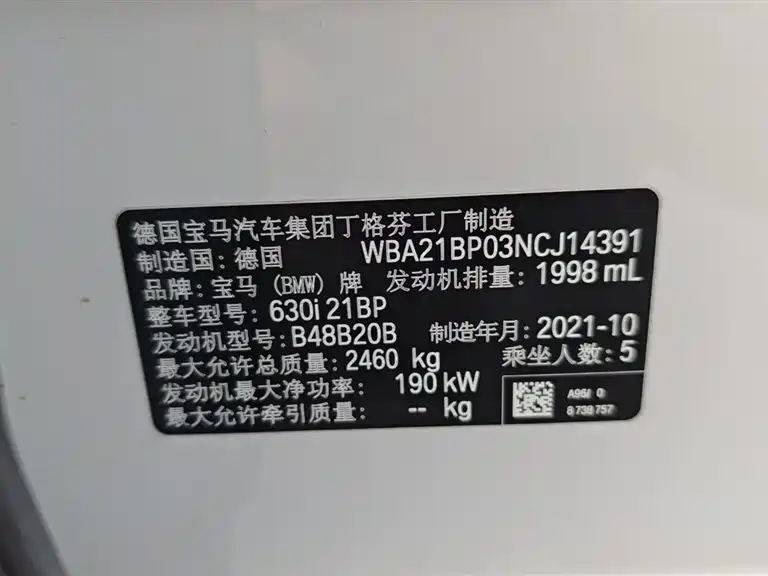 德国宝马汽车集团丁格芬工厂制造
制造国: 德国 WBA21BP03NCJ14391
品牌: 宝马 (BMW) 牌 发动机排量: 1998 mL
整车型号: 630i 21BP
发动机型号: B48B20B 制造年月: 2021-10
最大允许总质量: 2460 kg 乘坐人数: 5
发动机最大净功率: 190 kW
最大允许牵引质量: -- kg
8 738 757